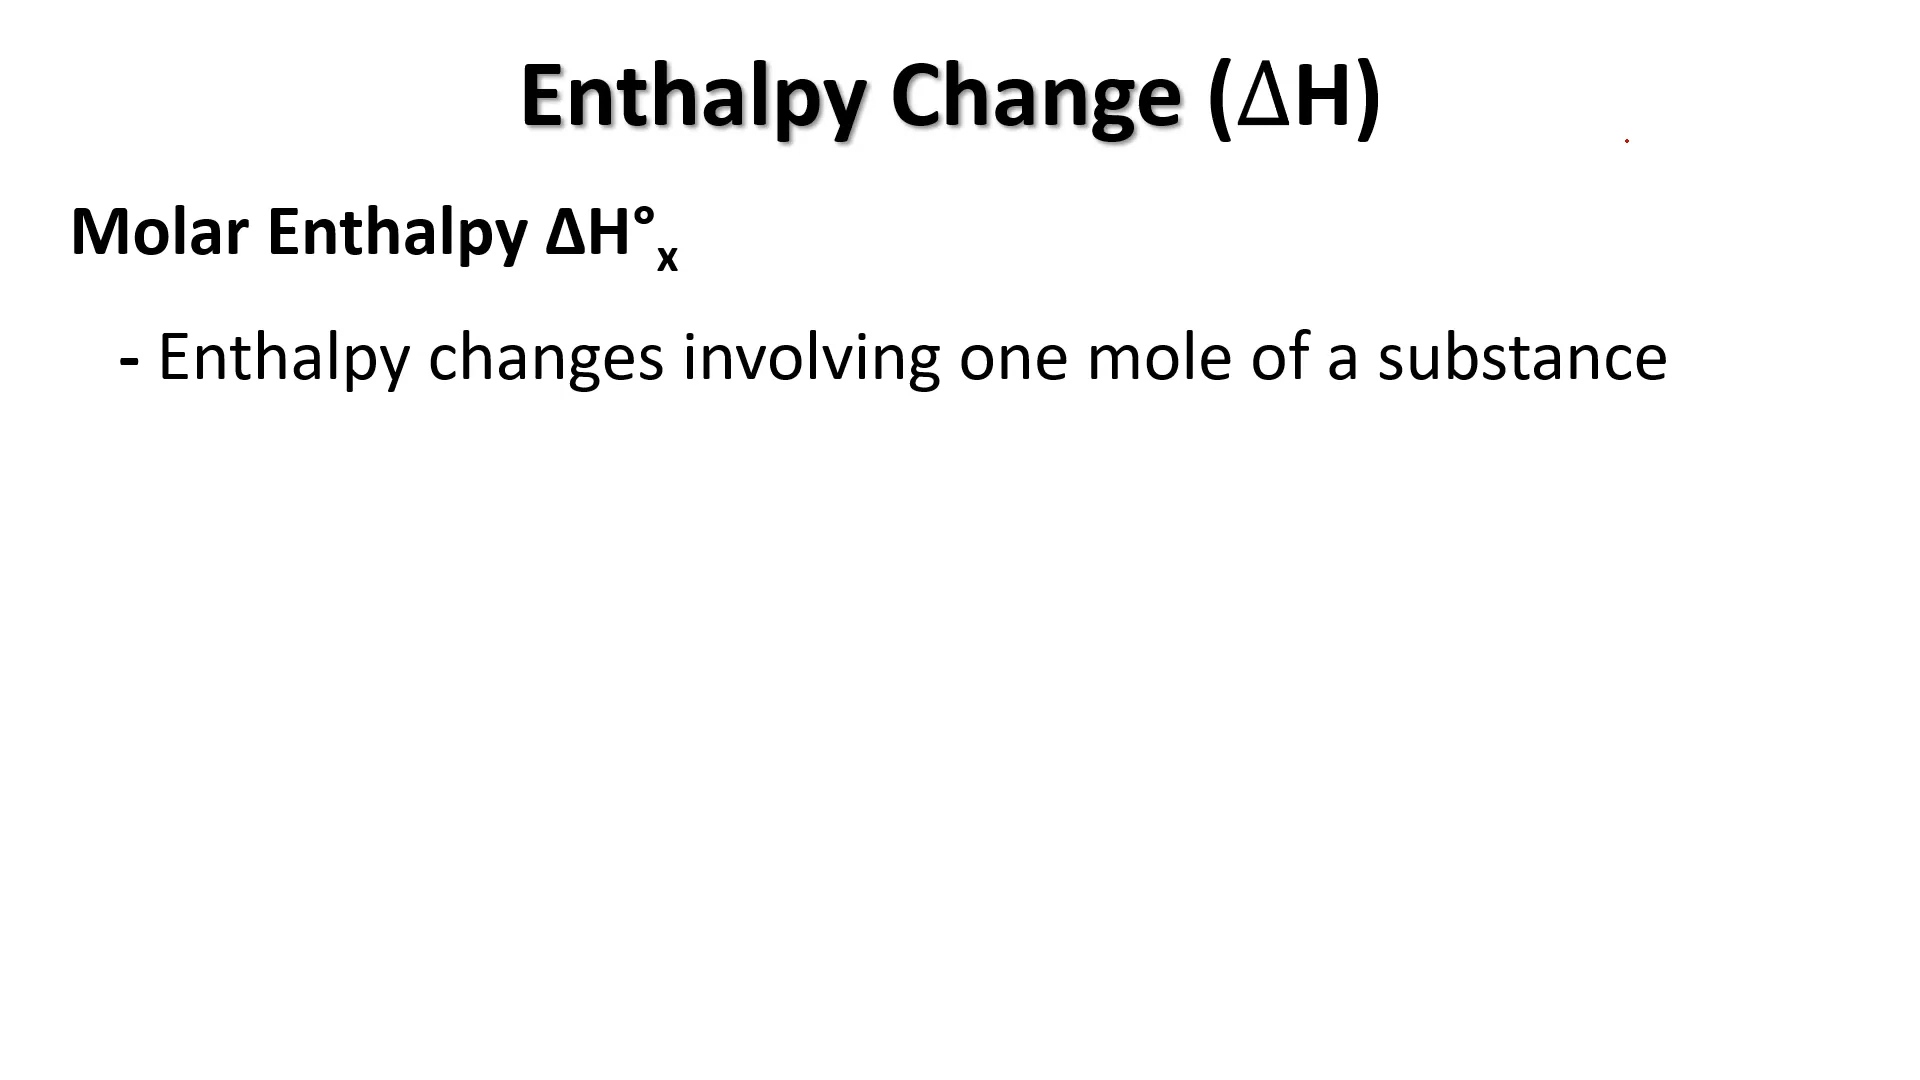 Enthalpy Change (∆H)
Molar Enthalpy ΔH°x
- Enthalpy changes involving one mole of a substance